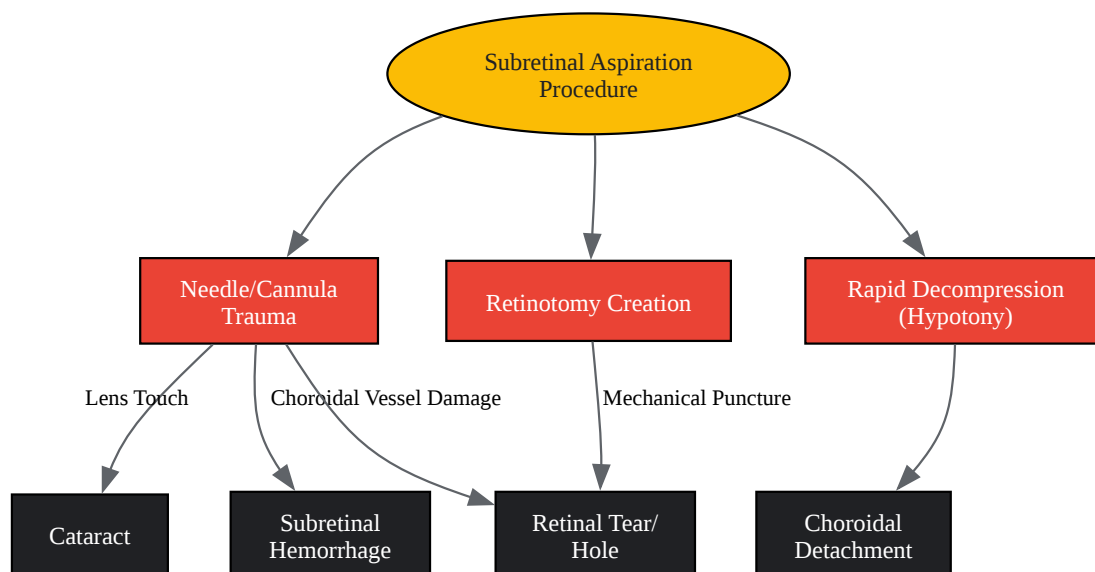 Subretinal Aspiration
Procedure
Needle/Cannula
Trauma
Retinotomy Creation
Rapid Decompression
(Hypotony)
Lens Touch
Choroidal Vessel Damage
Mechanical Puncture
Cataract
Subretinal
Hemorrhage
Retinal Tear/
Hole
Choroidal
Detachment